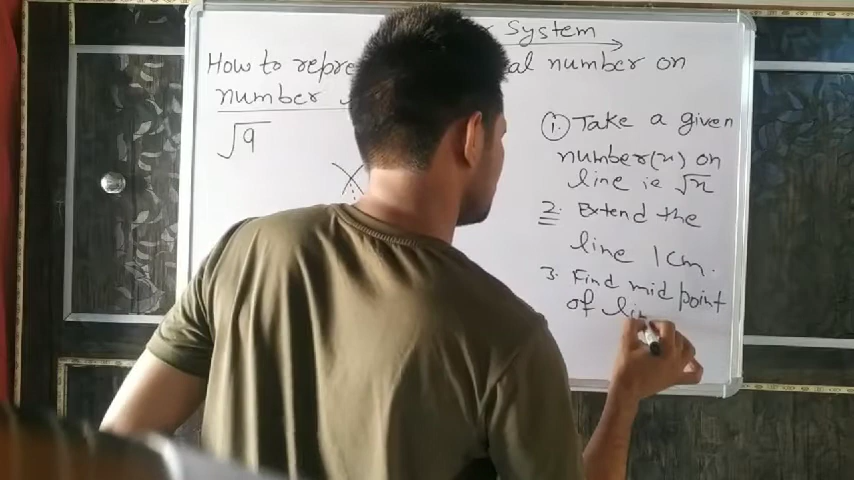 System
How to repre al number on
number
√9
1. Take a given
number(x) on
line ie √x
2. Extend the
line 1cm.
3. Find mid point
of lin